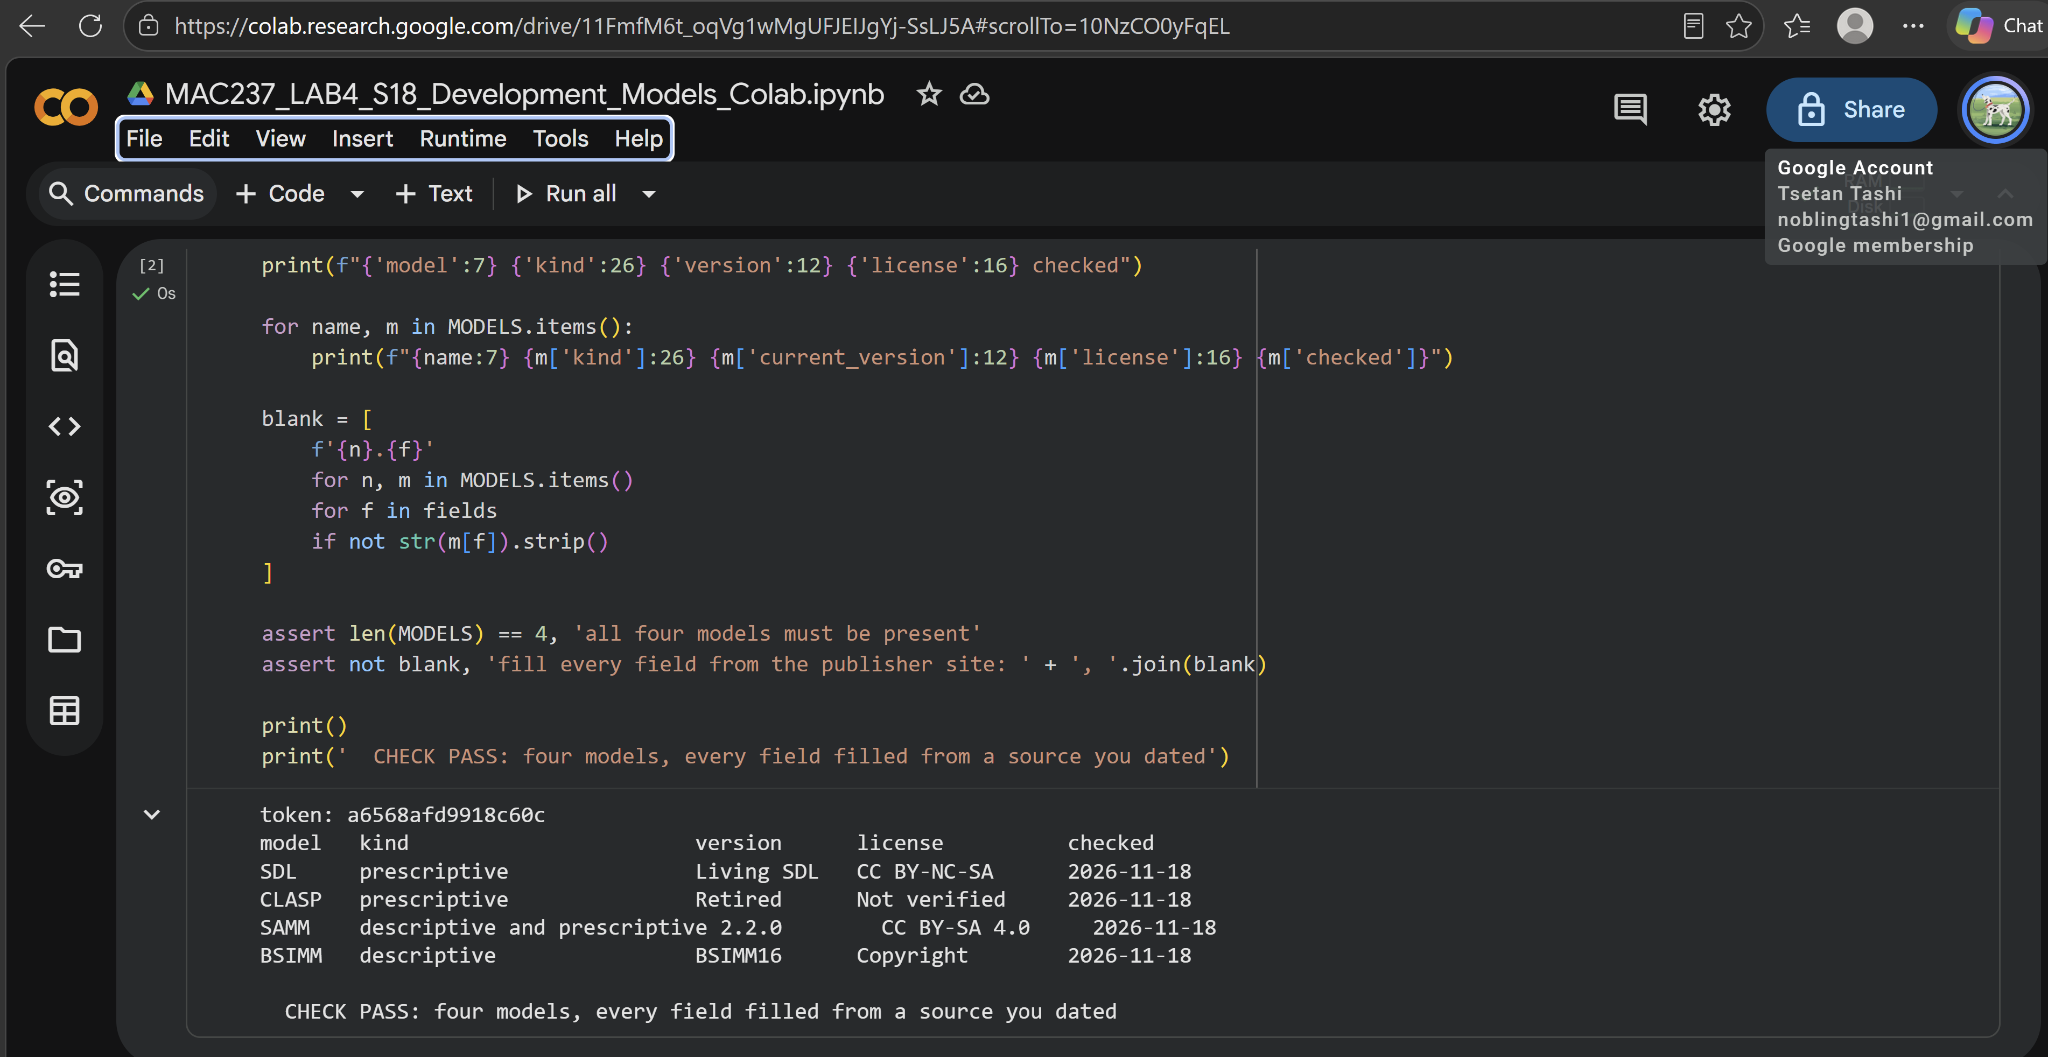 https://colab.research.google.com/drive/11FmfM6t_oqVg1wMgUFJEIJgYj-SsLJ5A#scrollTo=10NzCO0yFqEL
Chat
MAC237_LAB4_S18_Development_Models_Colab.ipynb
Share
File Edit View Insert Runtime Tools Help
Google Account
Tsetan Tashi
noblingtashi1@gmail.com
Google membership
RAM
Disk
Commands + Code + Text Run all
[2]
0s
print(f"{'model':7} {'kind':26} {'version':12} {'license':16} checked")
for name, m in MODELS.items():
    print(f"{name:7} {m['kind']:26} {m['current_version']:12} {m['license']:16} {m['checked']}")
blank = [
    f'{n}.{f}'
    for n, m in MODELS.items()
    for f in fields
    if not str(m[f]).strip()
]
assert len(MODELS) == 4, 'all four models must be present'
assert not blank, 'fill every field from the publisher site: ' + ', '.join(blank)
print()
print('  CHECK PASS: four models, every field filled from a source you dated')
token: a6568afd9918c60c
model   kind                       version      license          checked
SDL     prescriptive               Living SDL   CC BY-NC-SA      2026-11-18
CLASP   prescriptive               Retired      Not verified     2026-11-18
SAMM    descriptive and prescriptive 2.2.0        CC BY-SA 4.0     2026-11-18
BSIMM   descriptive                BSIMM16      Copyright        2026-11-18
  CHECK PASS: four models, every field filled from a source you dated